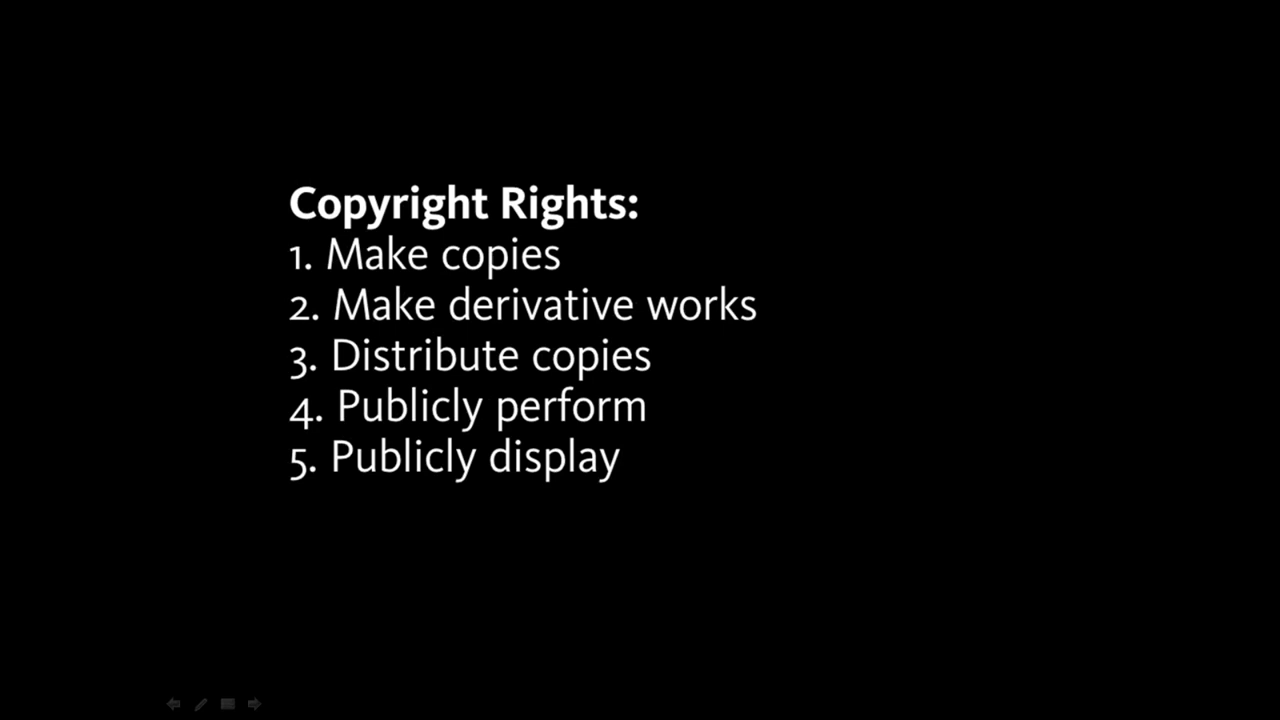 Copyright Rights:
1. Make copies
2. Make derivative works
3. Distribute copies
4. Publicly perform
5. Publicly display